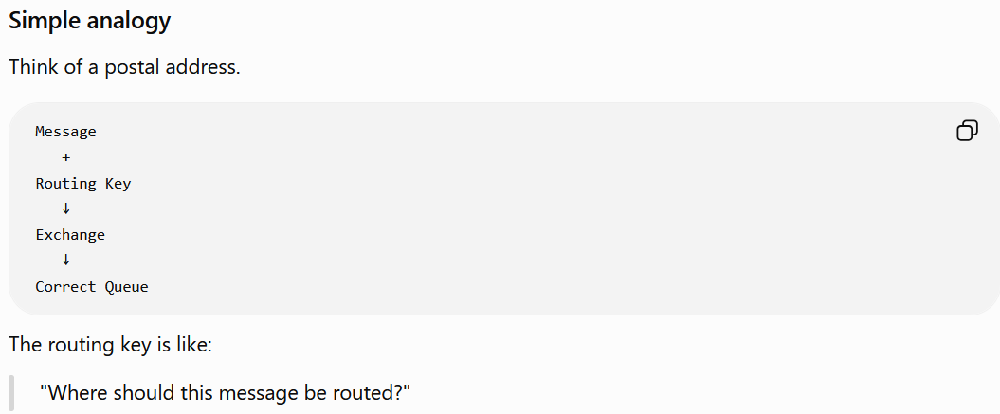 Simple analogy
Think of a postal address.
Message
+
Routing Key
↓
Exchange
↓
Correct Queue
The routing key is like:
"Where should this message be routed?"